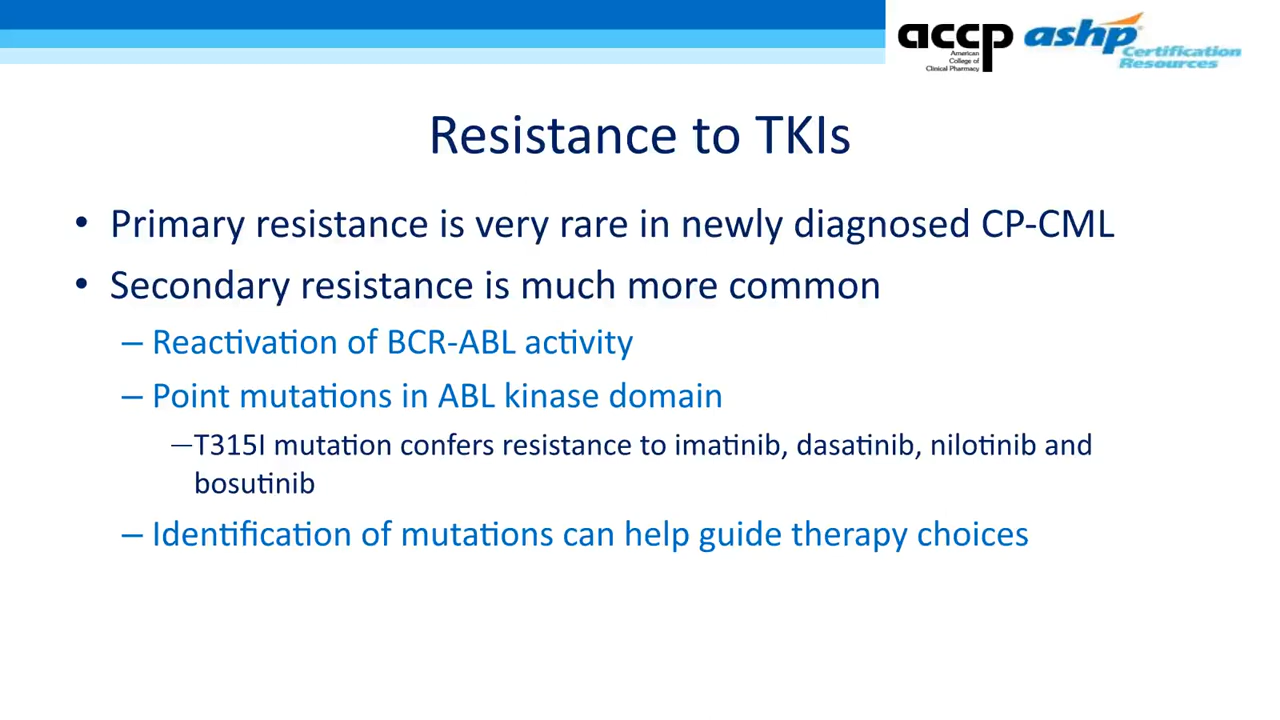 accp
American
College of
Clinical Pharmacy
ashp
Certification
Resources
Resistance to TKIs
• Primary resistance is very rare in newly diagnosed CP-CML
• Secondary resistance is much more common
– Reactivation of BCR-ABL activity
– Point mutations in ABL kinase domain
—T315I mutation confers resistance to imatinib, dasatinib, nilotinib and
bosutinib
– Identification of mutations can help guide therapy choices